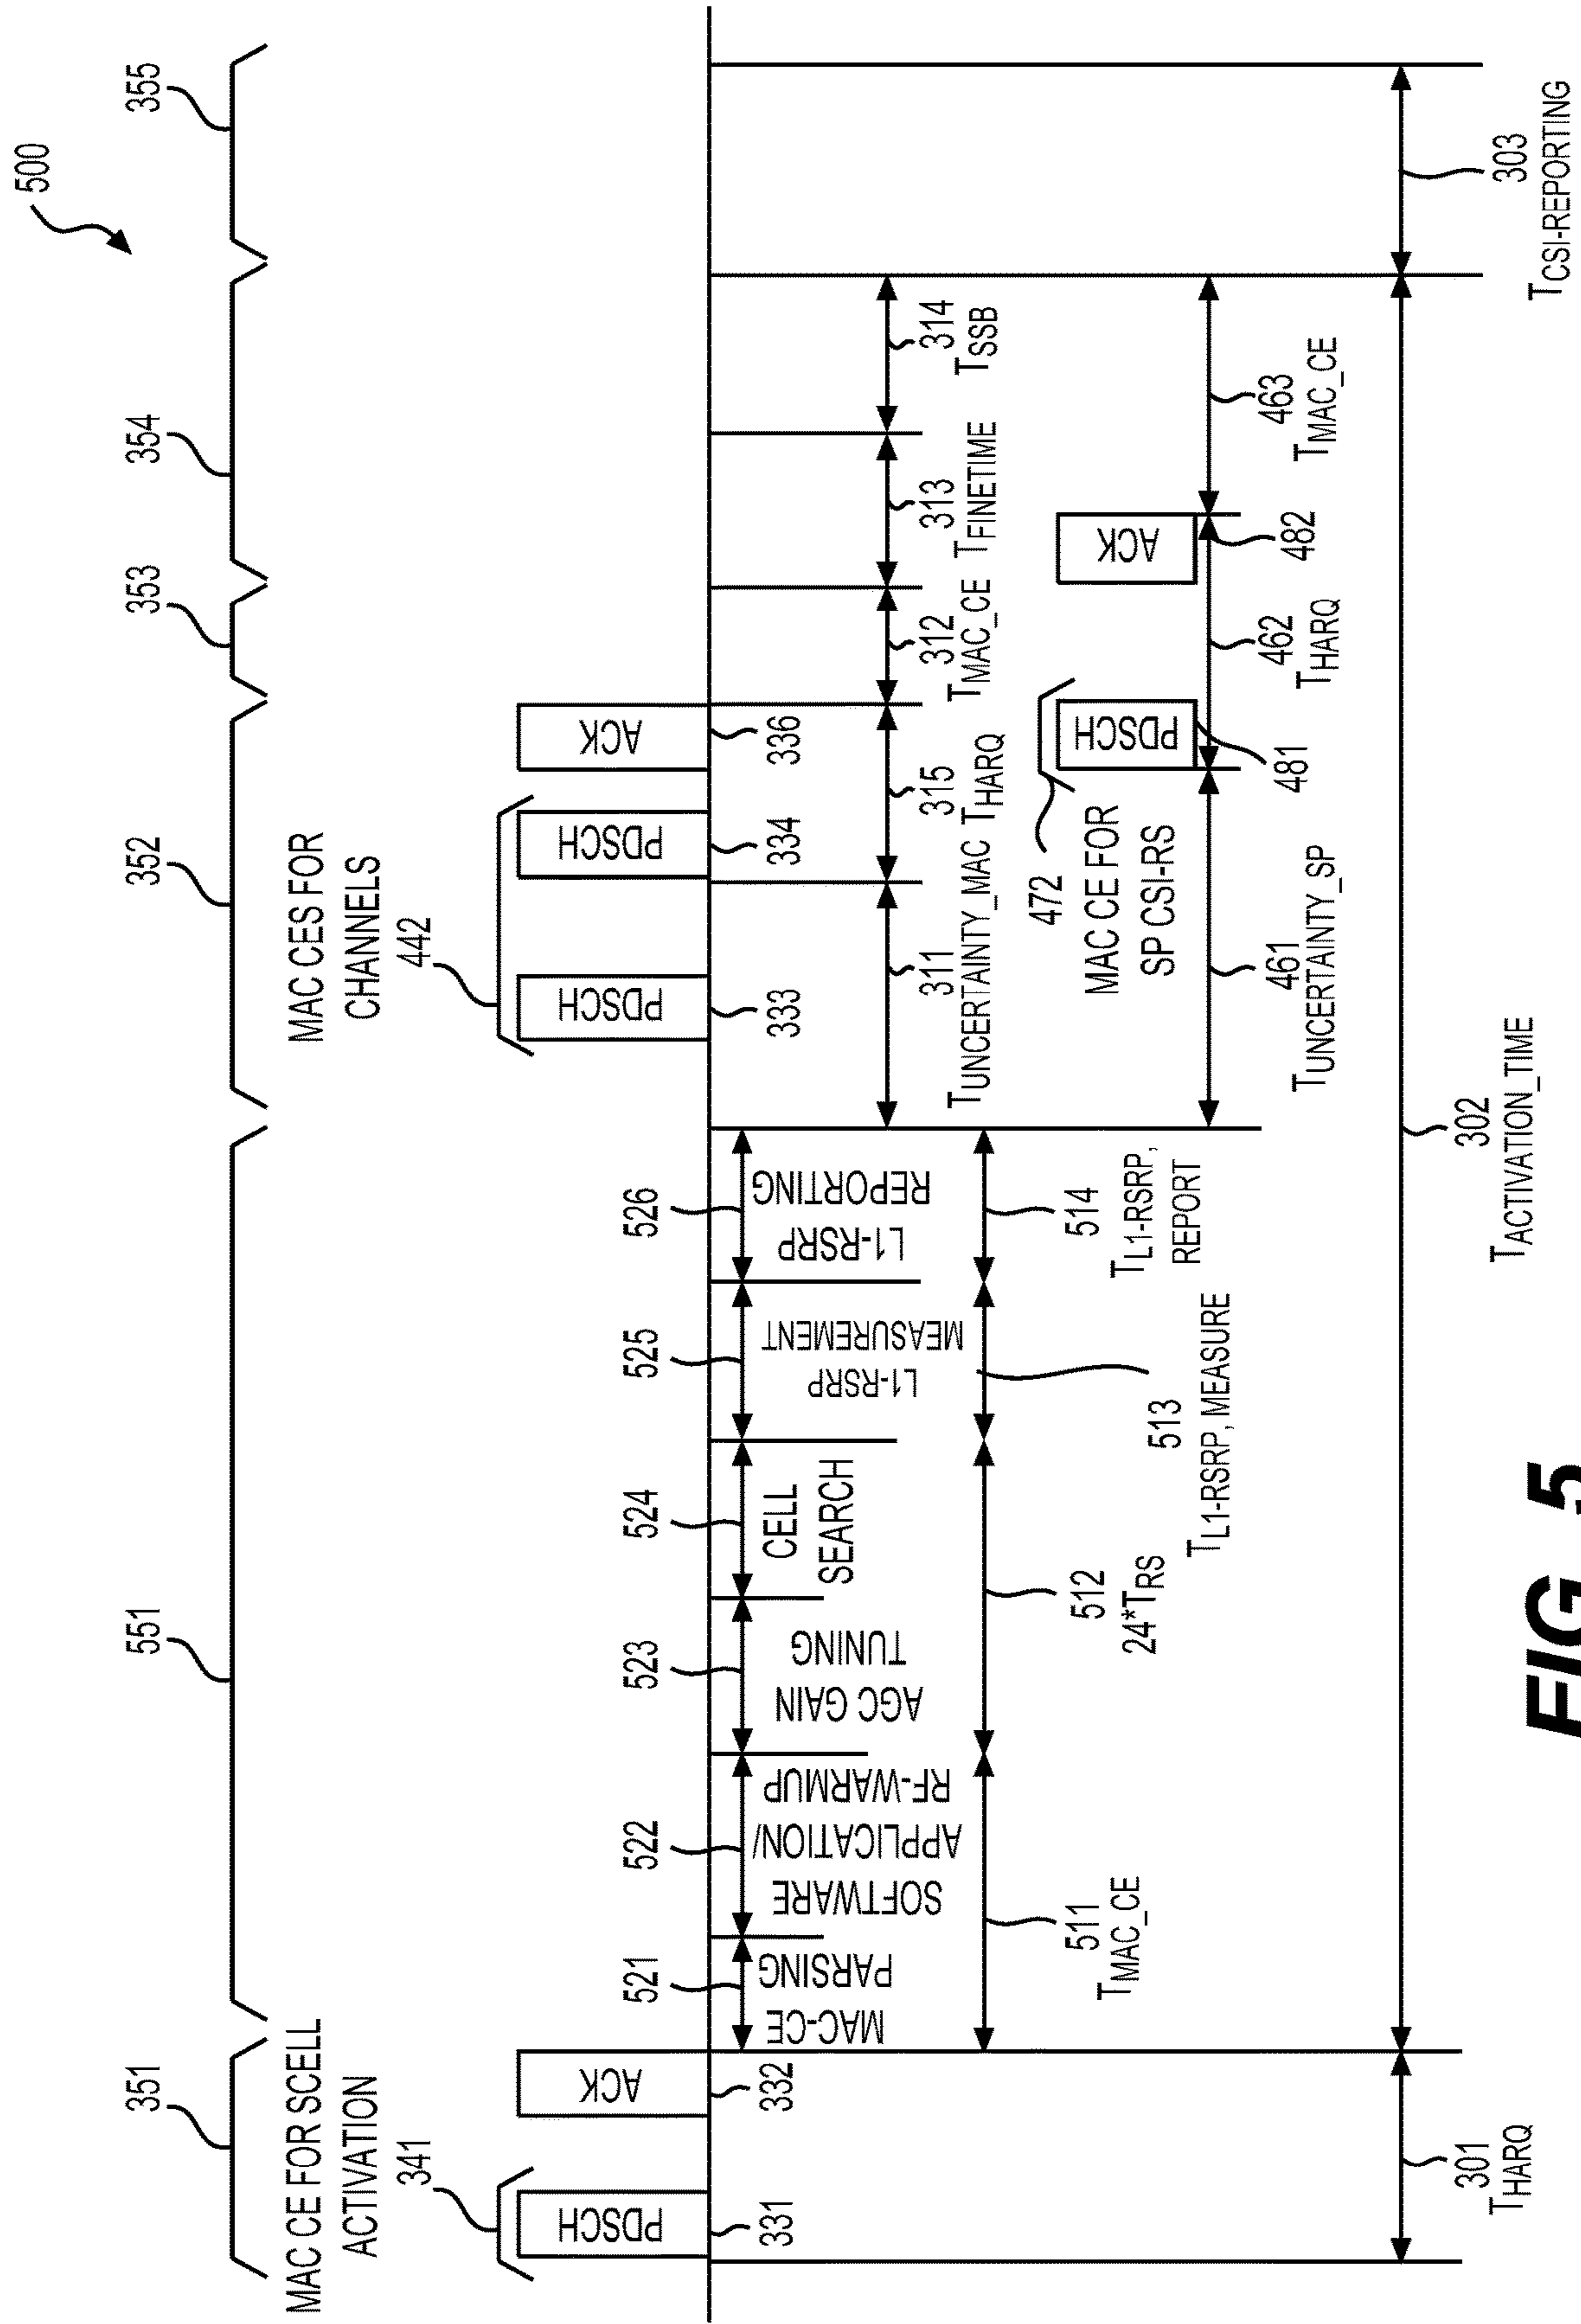 500
351
551
352
353
354
355
MAC CE FOR SCELL
ACTIVATION
MAC CES FOR
CHANNELS
341
442
PDSCH
ACK
PDSCH
PDSCH
ACK
331
332
333
334
336
521
522
523
524
525
526
MAC-CE
PARSING
SOFTWARE
APPLICATION/
RF-WARMUP
AGC GAIN
TUNING
CELL
SEARCH
L1-RSRP
MEASUREMENT
L1-RSRP
REPORTING
311
TUNCERTAINTY_MAC
315
THARQ
312
TMAC_CE
313
TFINETIME
314
TSSB
511
TMAC_CE
512
24*TRS
513
TL1-RSRP, MEASURE
514
TL1-RSRP,
REPORT
472
MAC CE FOR
SP CSI-RS
PDSCH
481
ACK
482
461
TUNCERTAINTY_SP
462
THARQ
463
TMAC_CE
301
THARQ
302
TACTIVATION_TIME
303
TCSI-REPORTING
FIG. 5